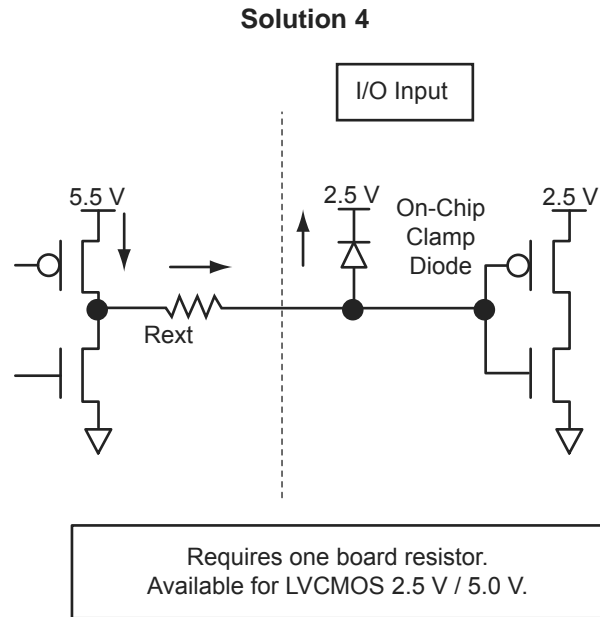 Solution 4
I/O Input
5.5 V
2.5 V
On-Chip
Clamp
Diode
2.5 V
Rext
Requires one board resistor.
Available for LVCMOS 2.5 V / 5.0 V.